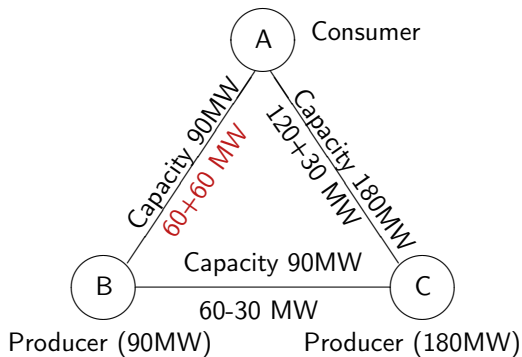 A
Consumer
Capacity 90MW
60+60 MW
Capacity 180MW
120+30 MW
B
Capacity 90MW
C
60-30 MW
Producer (90MW)
Producer (180MW)